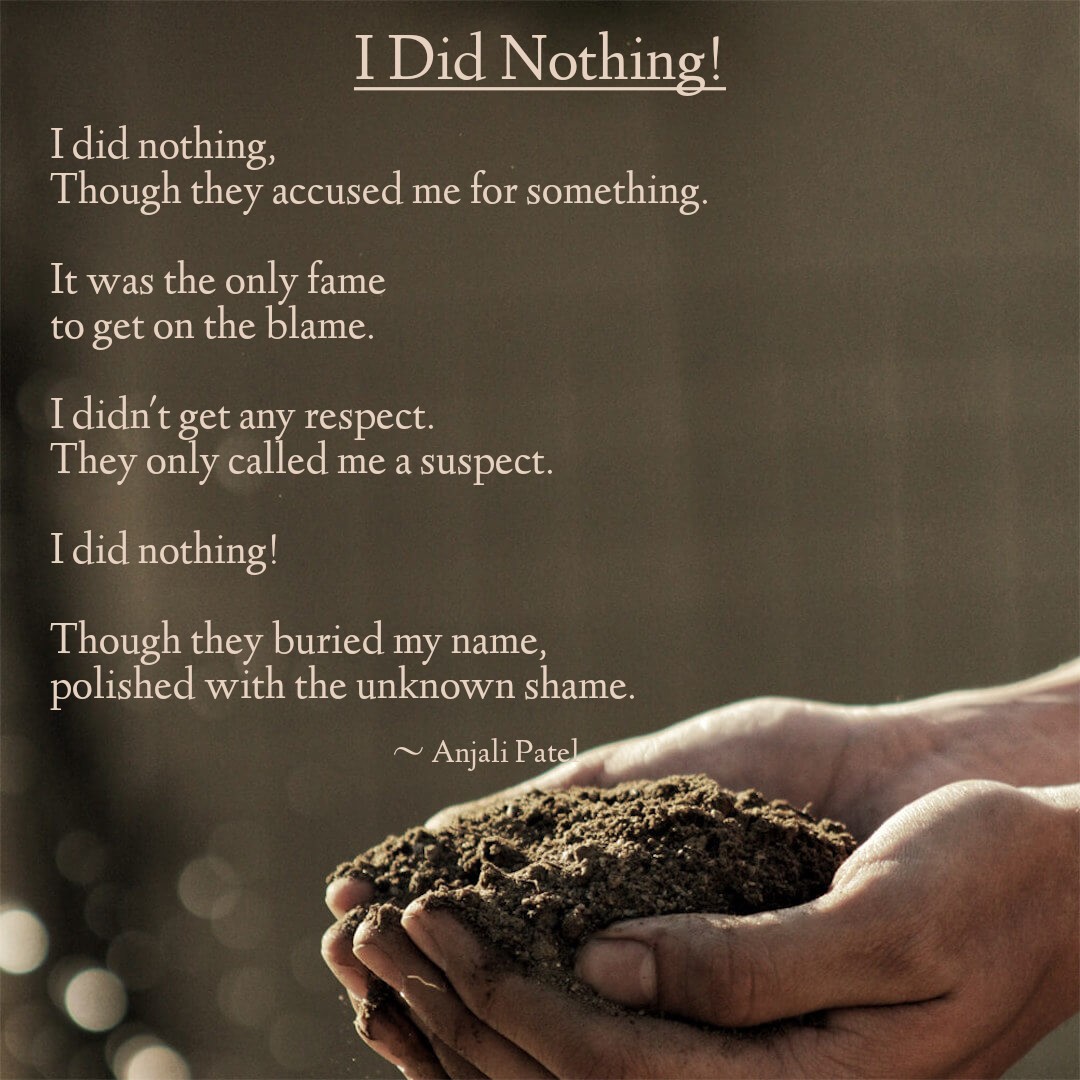 I Did Nothing!
I did nothing,
Though they accused me for something.
It was the only fame
to get on the blame.
I didn't get any respect.
They only called me a suspect.
I did nothing!
Though they buried my name,
polished with the unknown shame.
~ Anjali Patel